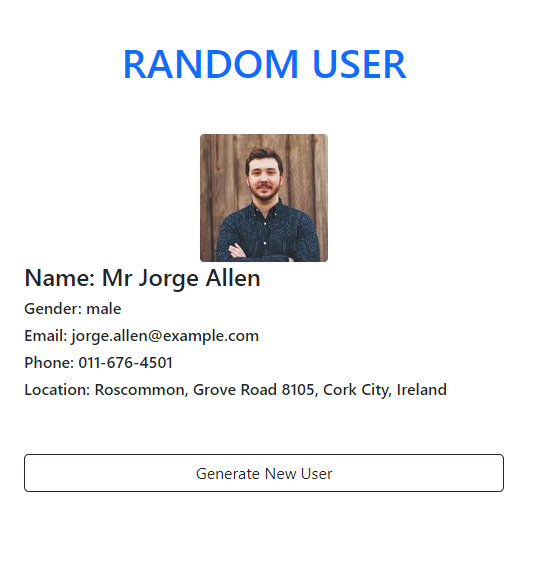 RANDOM USER
Name: Mr Jorge Allen
Gender: male
Email: jorge.allen@example.com
Phone: 011-676-4501
Location: Roscommon, Grove Road 8105, Cork City, Ireland
Generate New User